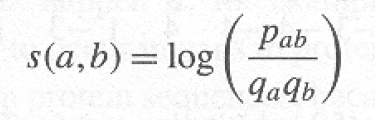 s(a,b) = log(p_ab / q_a q_b)